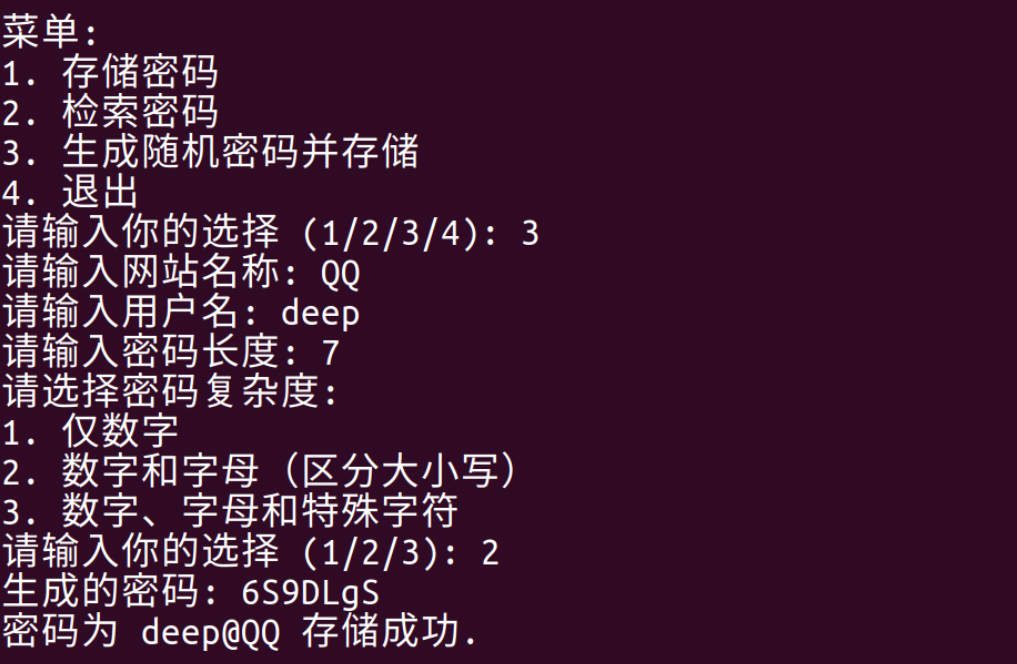 菜单:
1. 存储密码
2. 检索密码
3. 生成随机密码并存储
4. 退出
请输入你的选择 (1/2/3/4): 3
请输入网站名称: QQ
请输入用户名: deep
请输入密码长度: 7
请选择密码复杂度:
1. 仅数字
2. 数字和字母（区分大小写）
3. 数字、字母和特殊字符
请输入你的选择 (1/2/3): 2
生成的密码: 6S9DLgS
密码为 deep@QQ 存储成功.